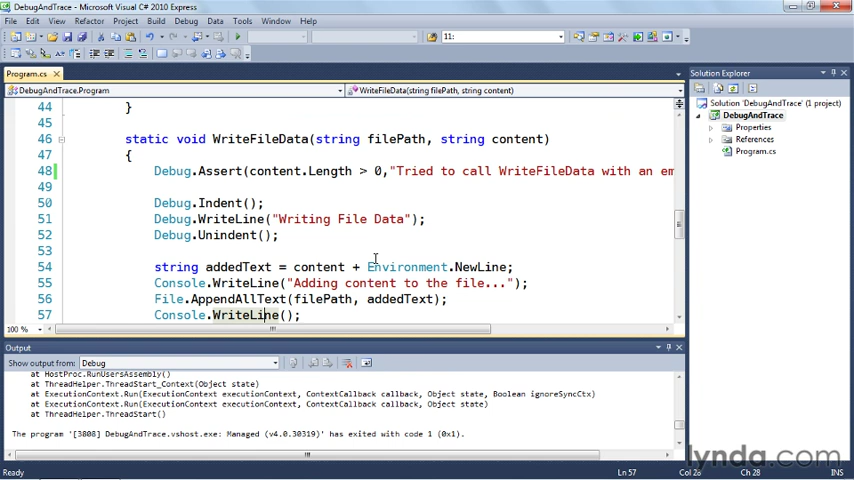 DebugAndTrace - Microsoft Visual C# 2010 Express
File Edit View Refactor Project Build Debug Data Tools Window Help
11:
Program.cs
Solution Explorer
DebugAndTrace.Program
WriteFileData(string filePath, string content)
Solution 'DebugAndTrace' (1 project)
DebugAndTrace
Properties
References
Program.cs
44 }
45
46 static void WriteFileData(string filePath, string content)
47 {
48 Debug.Assert(content.Length > 0,"Tried to call WriteFileData with an em
49
50 Debug.Indent();
51 Debug.WriteLine("Writing File Data");
52 Debug.Unindent();
53
54 string addedText = content + Environment.NewLine;
55 Console.WriteLine("Adding content to the file...");
56 File.AppendAllText(filePath, addedText);
57 Console.WriteLine();
100 %
Output
Show output from: Debug
at HostProc.RunUsersAssembly()
at ThreadHelper.ThreadStart_Context(Object state)
at ExecutionContext.Run(ExecutionContext executionContext, ContextCallback callback, Object state, Boolean ignoreSyncCtx)
at ExecutionContext.Run(ExecutionContext executionContext, ContextCallback callback, Object state)
at ThreadHelper.ThreadStart()
The program '[3808] DebugAndTrace.vshost.exe: Managed (v4.0.30319)' has exited with code 1 (0x1).
lynda.com
Ready
Ln 57
Col 28
Ch 28